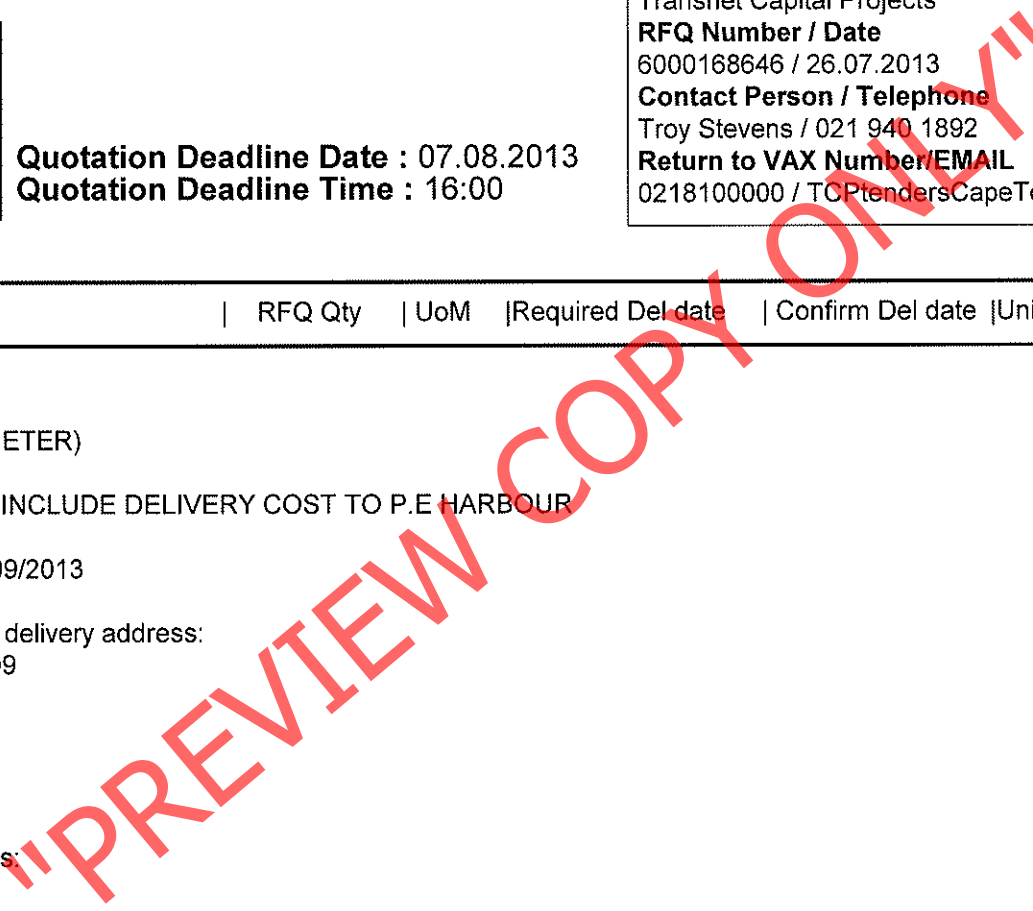 Transnet Capital Projects
RFQ Number / Date
6000168646 / 26.07.2013
Contact Person / Telephone
Troy Stevens / 021 940 1892
Return to VAX Number/EMAIL
0218100000 / TCPtendersCapeTe
Quotation Deadline Date : 07.08.2013
Quotation Deadline Time : 16:00
| RFQ Qty | UoM |Required Del date | Confirm Del date |Uni
ETER)
INCLUDE DELIVERY COST TO P.E HARBOUR
09/2013
delivery address:
9
s:
"PREVIEW COPY ONLY"